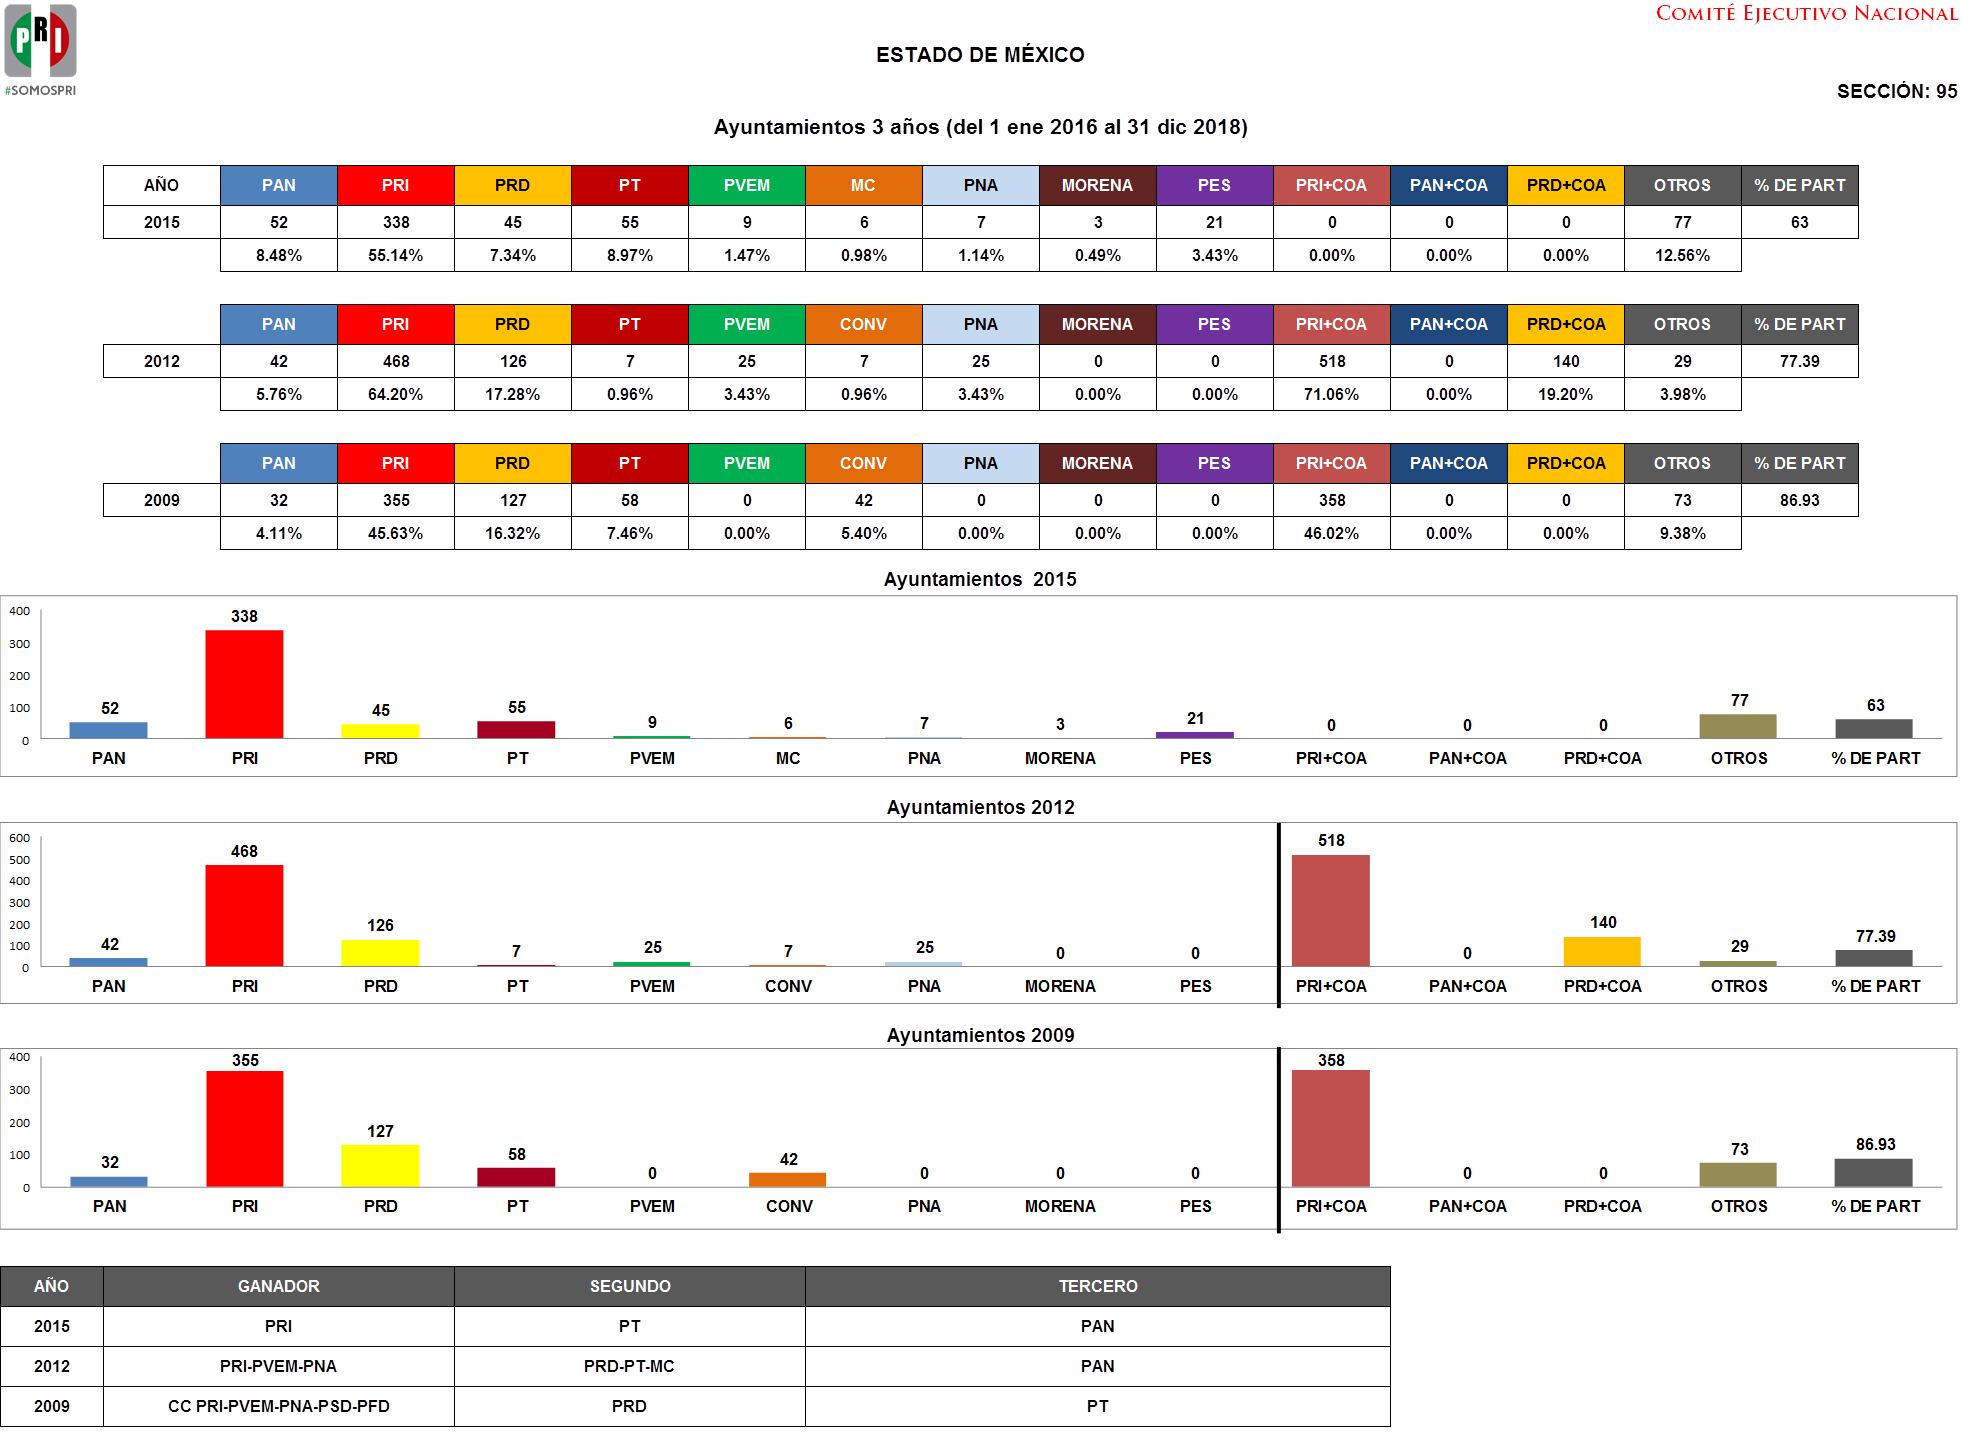 COMITÉ EJECUTIVO NACIONAL
PRI
#SOMOSPRI
ESTADO DE MÉXICO
SECCIÓN: 95
Ayuntamientos 3 años (del 1 ene 2016 al 31 dic 2018)
AÑO PAN PRI PRD PT PVEM MC PNA MORENA PES PRI+COA PAN+COA PRD+COA OTROS % DE PART
2015 52 338 45 55 9 6 7 3 21 0 0 0 77 63
8.48% 55.14% 7.34% 8.97% 1.47% 0.98% 1.14% 0.49% 3.43% 0.00% 0.00% 0.00% 12.56%
PAN PRI PRD PT PVEM CONV PNA MORENA PES PRI+COA PAN+COA PRD+COA OTROS % DE PART
2012 42 468 126 7 25 7 25 0 0 518 0 140 29 77.39
5.76% 64.20% 17.28% 0.96% 3.43% 0.96% 3.43% 0.00% 0.00% 71.06% 0.00% 19.20% 3.98%
PAN PRI PRD PT PVEM CONV PNA MORENA PES PRI+COA PAN+COA PRD+COA OTROS % DE PART
2009 32 355 127 58 0 42 0 0 0 358 0 0 73 86.93
4.11% 45.63% 16.32% 7.46% 0.00% 5.40% 0.00% 0.00% 0.00% 46.02% 0.00% 0.00% 9.38%
Ayuntamientos 2015
400
300
200
100
0
52 338 45 55 9 6 7 3 21 0 0 0 77 63
PAN PRI PRD PT PVEM MC PNA MORENA PES PRI+COA PAN+COA PRD+COA OTROS % DE PART
Ayuntamientos 2012
600
500
400
300
200
100
0
42 468 126 7 25 7 25 0 0 518 0 140 29 77.39
PAN PRI PRD PT PVEM CONV PNA MORENA PES PRI+COA PAN+COA PRD+COA OTROS % DE PART
Ayuntamientos 2009
400
300
200
100
0
32 355 127 58 0 42 0 0 0 358 0 0 73 86.93
PAN PRI PRD PT PVEM CONV PNA MORENA PES PRI+COA PAN+COA PRD+COA OTROS % DE PART
AÑO GANADOR SEGUNDO TERCERO
2015 PRI PT PAN
2012 PRI-PVEM-PNA PRD-PT-MC PAN
2009 CC PRI-PVEM-PNA-PSD-PFD PRD PT